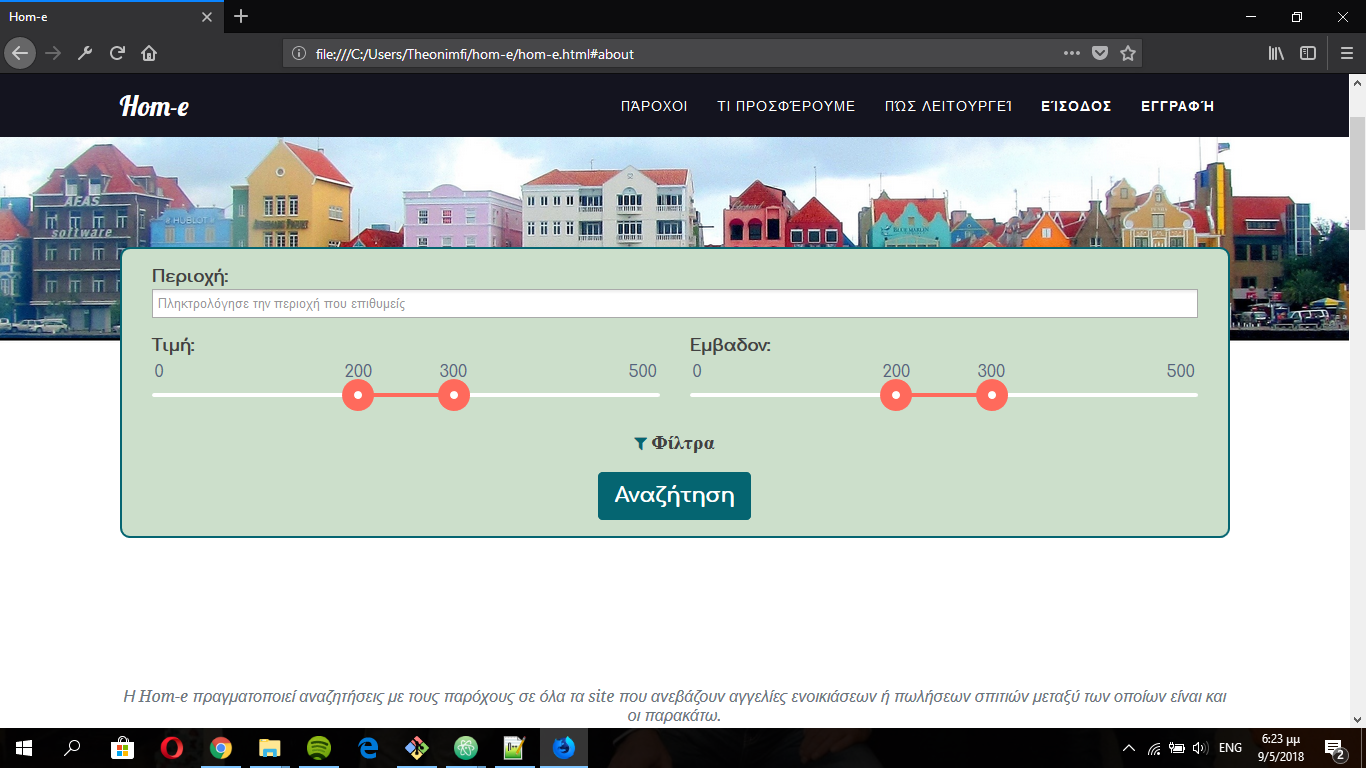 Hom-e
file:///C:/Users/Theonimfi/hom-e/hom-e.html#about
Hom-e
ΠΆΡΟΧΟΙ ΤΙ ΠΡΟΣΦΈΡΟΥΜΕ ΠΏΣ ΛΕΙΤΟΥΡΓΕΊ ΕΊΣΟΔΟΣ ΕΓΓΡΑΦΉ
AFAS
software
HUBLOT
BLUE MARLIN
Περιοχή:
Πληκτρολόγησε την περιοχή που επιθυμείς
Τιμή: Εμβαδον:
0 200 300 500 0 200 300 500
Φίλτρα
Αναζήτηση
Η Hom-e πραγματοποιεί αναζητήσεις με τους παρόχους σε όλα τα site που ανεβάζουν αγγελίες ενοικιάσεων ή πωλήσεων σπιτιών μεταξύ των οποίων είναι και
οι παρακάτω.
ENG
6:23 μμ
9/5/2018
2